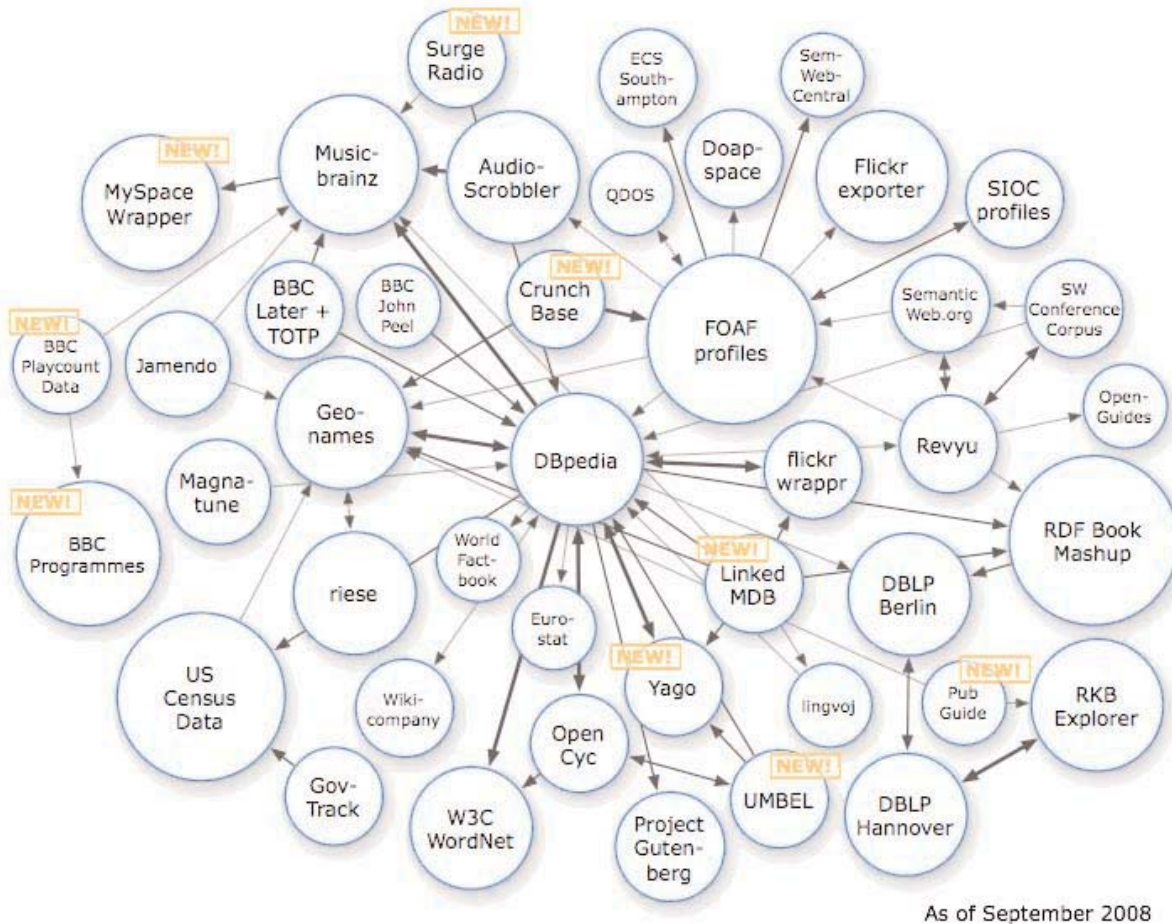 NEW!
Surge
Radio
ECS
South-
ampton
Sem-
Web-
Central
NEW!
MySpace
Wrapper
Music-
brainz
Audio-
Scrobbler
QDOS
Doap-
space
Flickr
exporter
SIOC
profiles
NEW!
BBC
Playcount
Data
Jamendo
BBC
Later +
TOTP
BBC
John
Peel
NEW!
Crunch
Base
FOAF
profiles
Semantic
Web.org
SW
Conference
Corpus
Geo-
names
DBpedia
flickr
wrappr
Revyu
Open-
Guides
Magna-
tune
NEW!
BBC
Programmes
riese
World
Fact-
book
Euro-
stat
NEW!
Linked
MDB
DBLP
Berlin
RDF Book
Mashup
US
Census
Data
Wiki-
company
Open
Cyc
NEW!
Yago
lingvoj
NEW!
Pub
Guide
RKB
Explorer
Gov-
Track
W3C
WordNet
Project
Guten-
berg
NEW!
UMBEL
DBLP
Hannover
As of September 2008